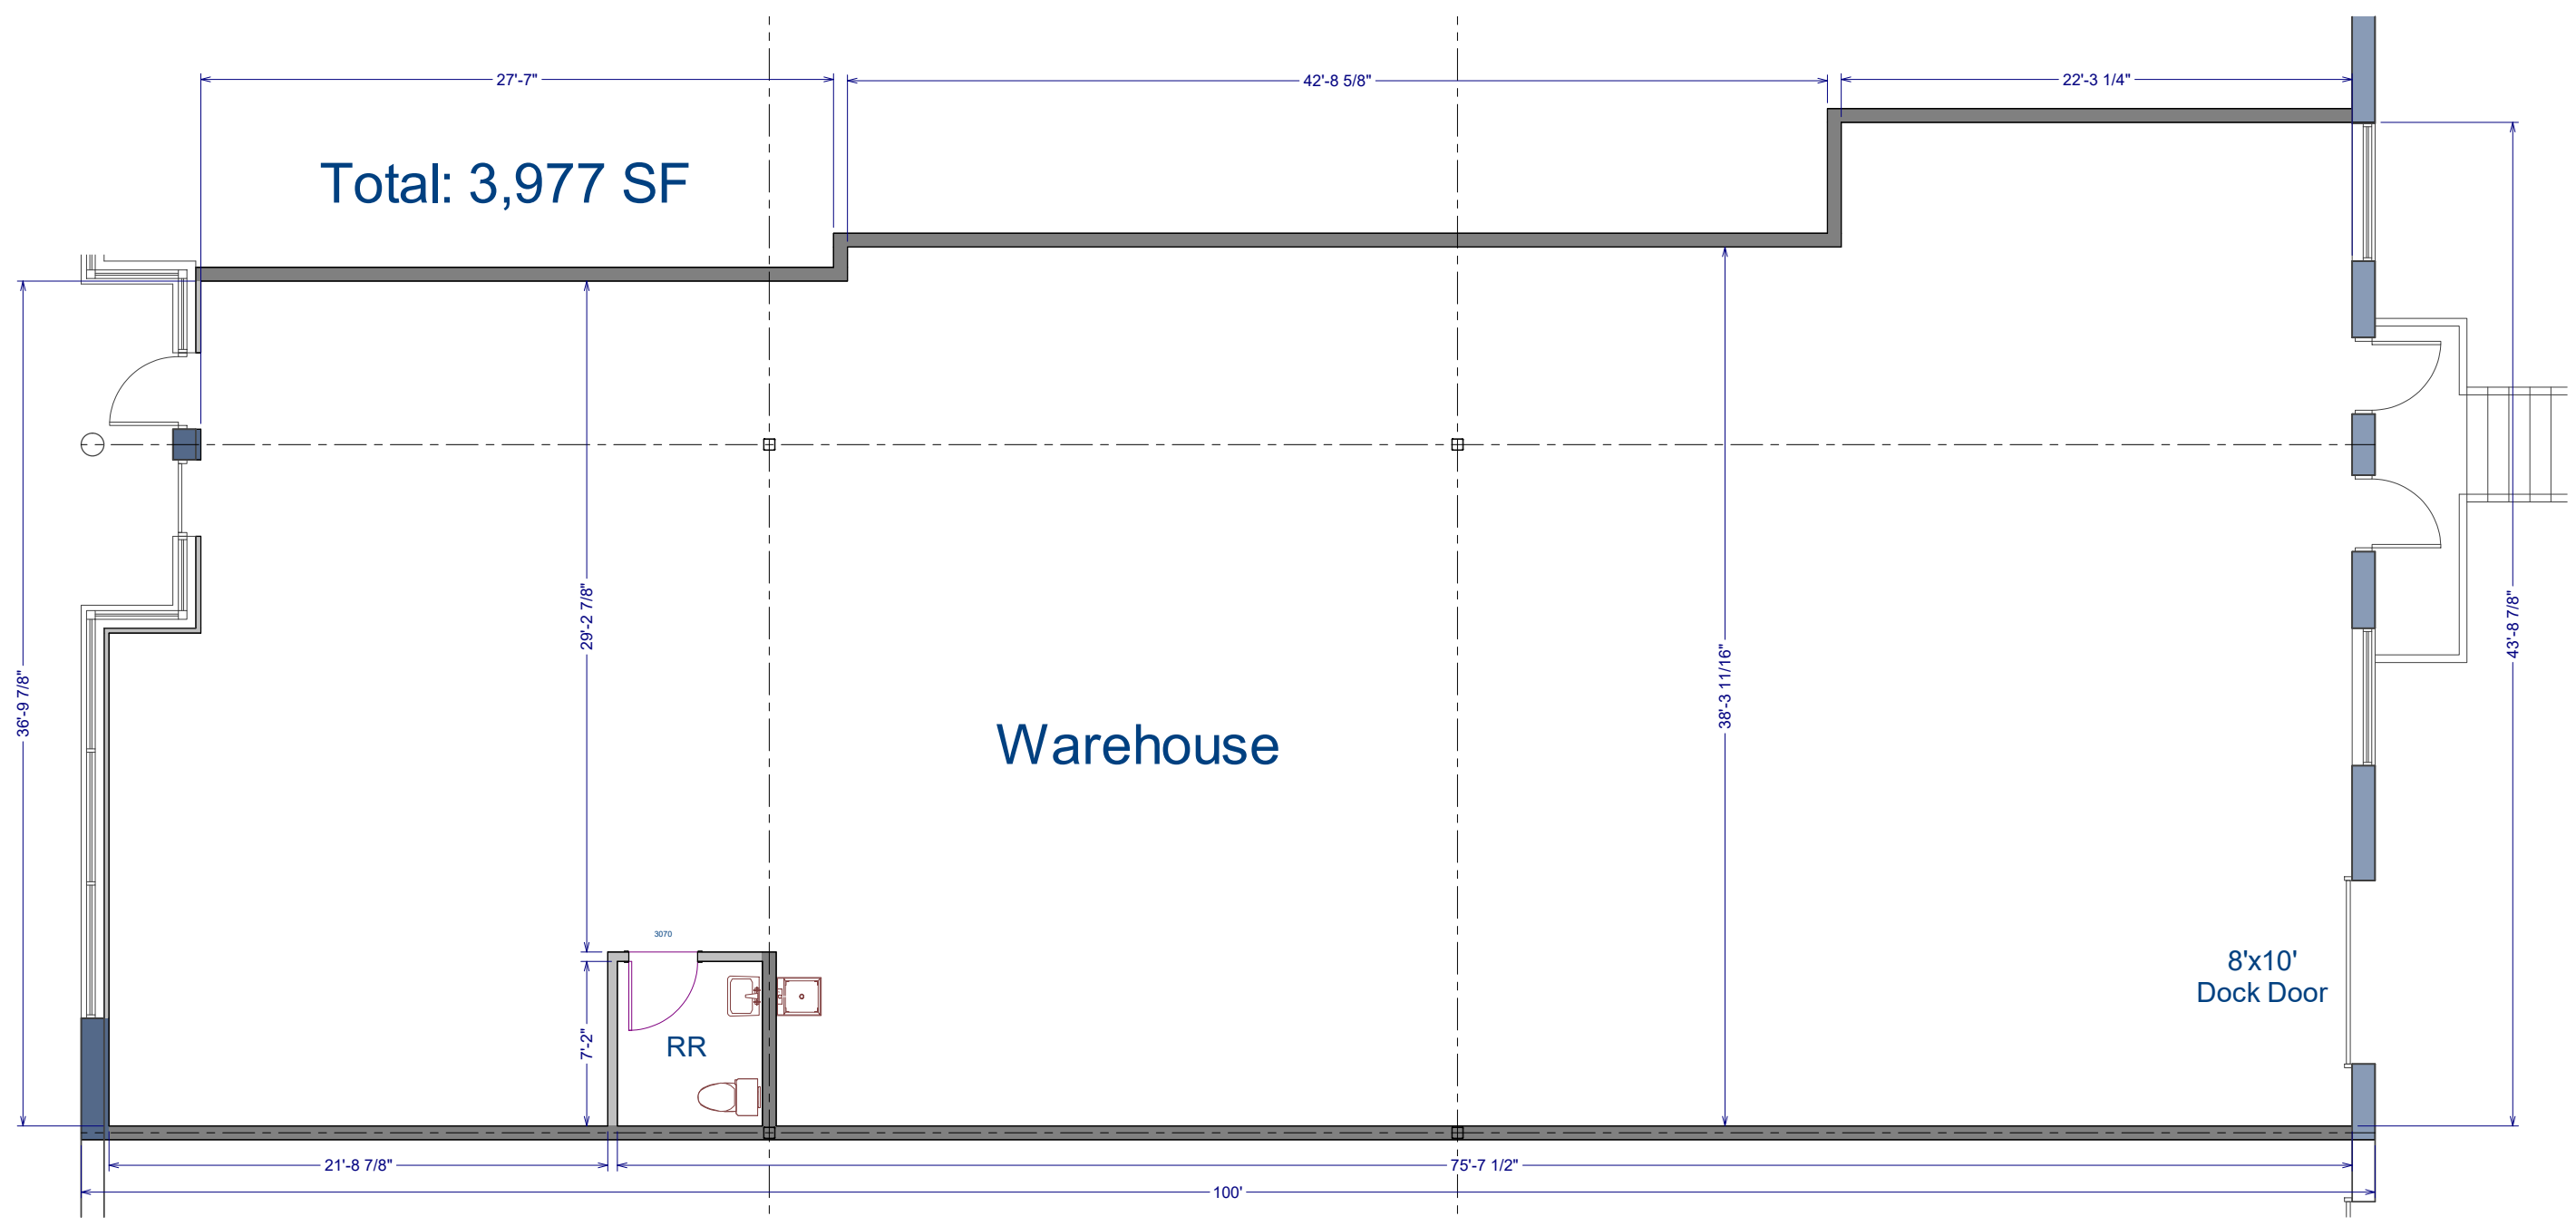 27'-7"
42'-8 5/8"
22'-3 1/4"
Total: 3,977 SF
29'-2 7/8"
43'-8 7/8"
36'-9 7/8"
38'-3 11/16"
Warehouse
3070
8'x10'
Dock Door
7'-2"
RR
21'-8 7/8"
75'-7 1/2"
100'